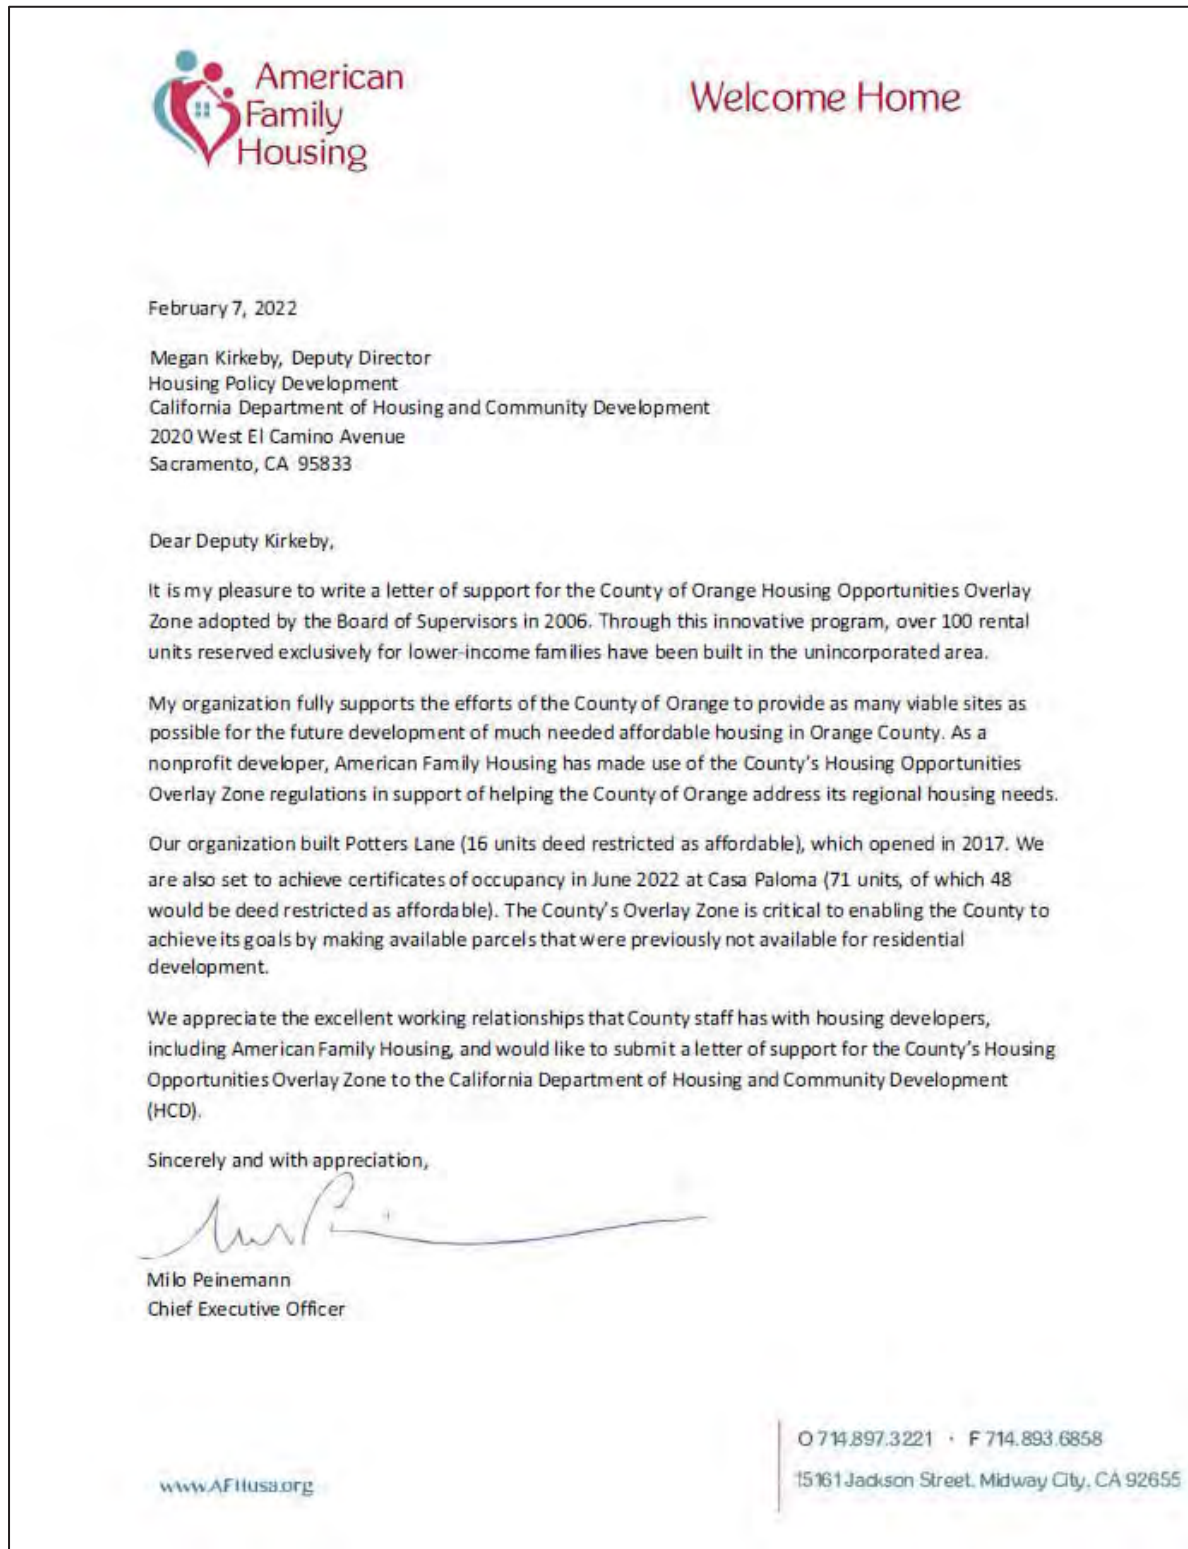 American
Family
Housing
Welcome Home
February 7, 2022
Megan Kirkeby, Deputy Director
Housing Policy Development
California Department of Housing and Community Development
2020 West El Camino Avenue
Sacramento, CA 95833
Dear Deputy Kirkeby,
It is my pleasure to write a letter of support for the County of Orange Housing Opportunities Overlay
Zone adopted by the Board of Supervisors in 2006. Through this innovative program, over 100 rental
units reserved exclusively for lower-income families have been built in the unincorporated area.
My organization fully supports the efforts of the County of Orange to provide as many viable sites as
possible for the future development of much needed affordable housing in Orange County. As a
nonprofit developer, American Family Housing has made use of the County's Housing Opportunities
Overlay Zone regulations in support of helping the County of Orange address its regional housing needs.
Our organization built Potters Lane (16 units deed restricted as affordable), which opened in 2017. We
are also set to achieve certificates of occupancy in June 2022 at Casa Paloma (71 units, of which 48
would be deed restricted as affordable). The County's Overlay Zone is critical to enabling the County to
achieve its goals by making available parcels that were previously not available for residential
development.
We appreciate the excellent working relationships that County staff has with housing developers,
including American Family Housing, and would like to submit a letter of support for the County's Housing
Opportunities Overlay Zone to the California Department of Housing and Community Development
(HCD).
Sincerely and with appreciation,
Milo Peinemann
Chief Executive Officer
O 714.897.3221 · F 714.893.6858
www.AFHusa.org
15161 Jackson Street, Midway City, CA 92655